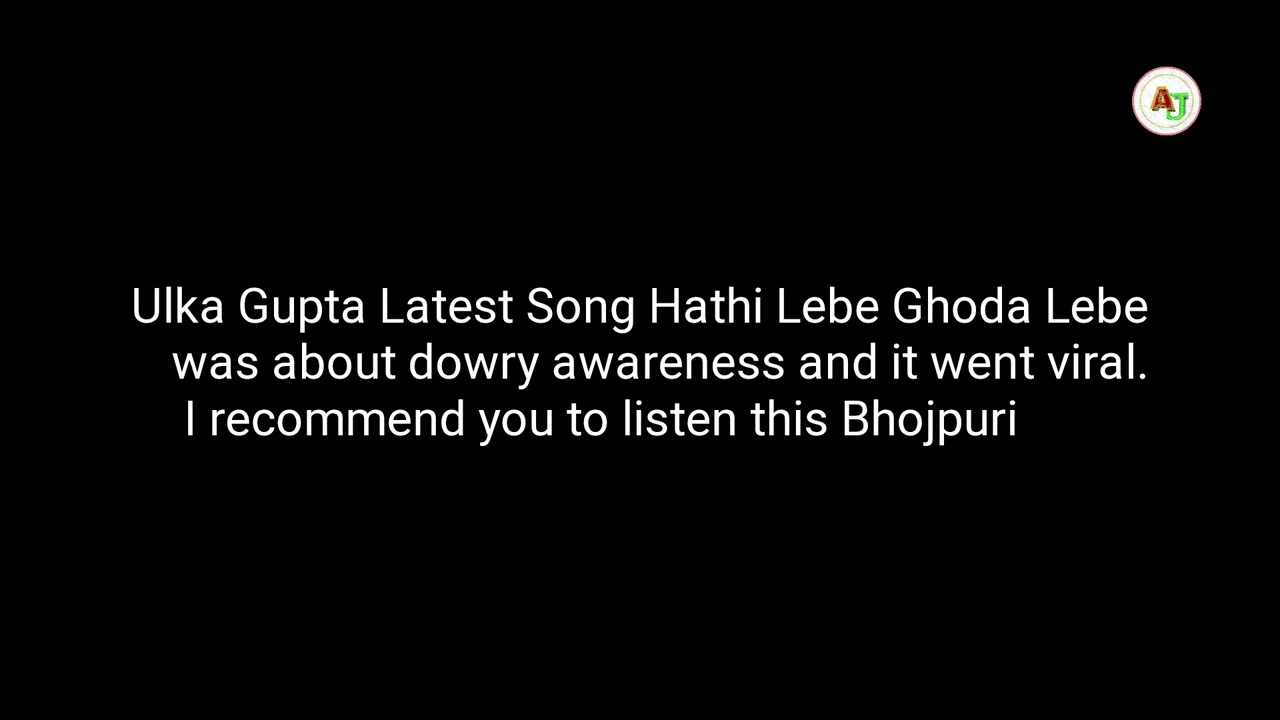 AJ
Ulka Gupta Latest Song Hathi Lebe Ghoda Lebe
was about dowry awareness and it went viral.
I recommend you to listen this Bhojpuri